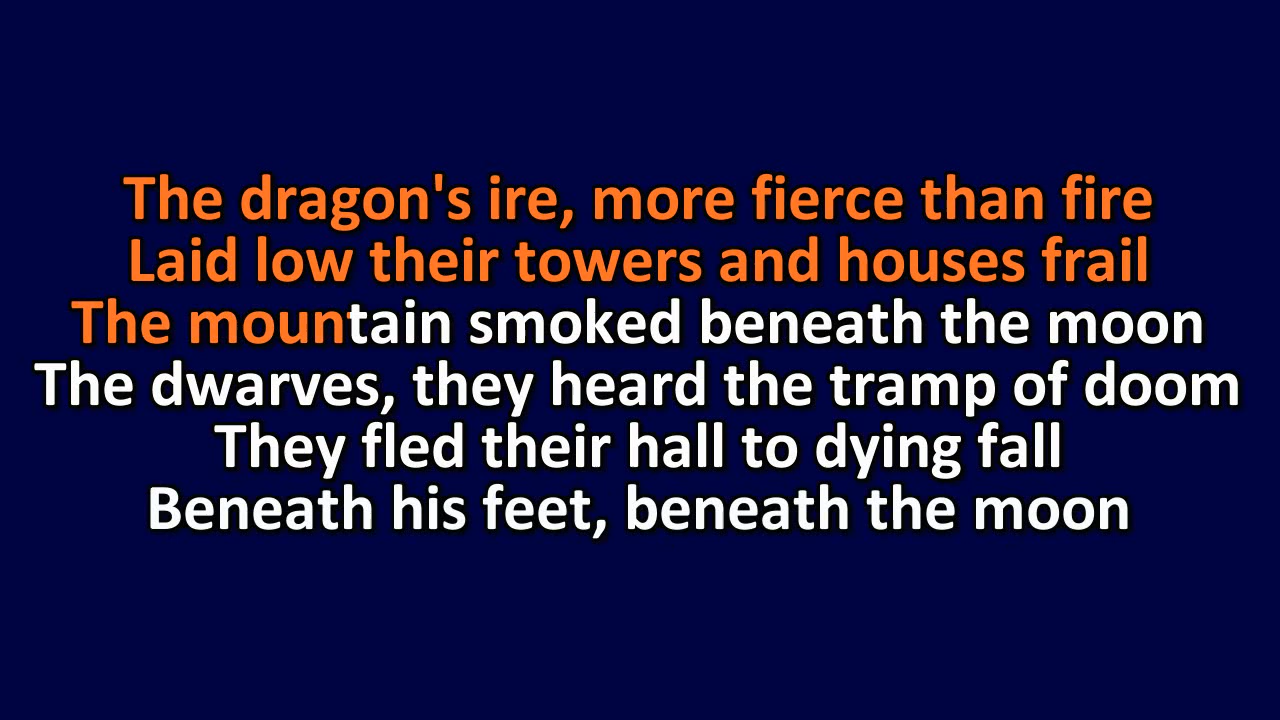 The dragon's ire, more fierce than fire
Laid low their towers and houses frail
The mountain smoked beneath the moon
The dwarves, they heard the tramp of doom
They fled their hall to dying fall
Beneath his feet, beneath the moon